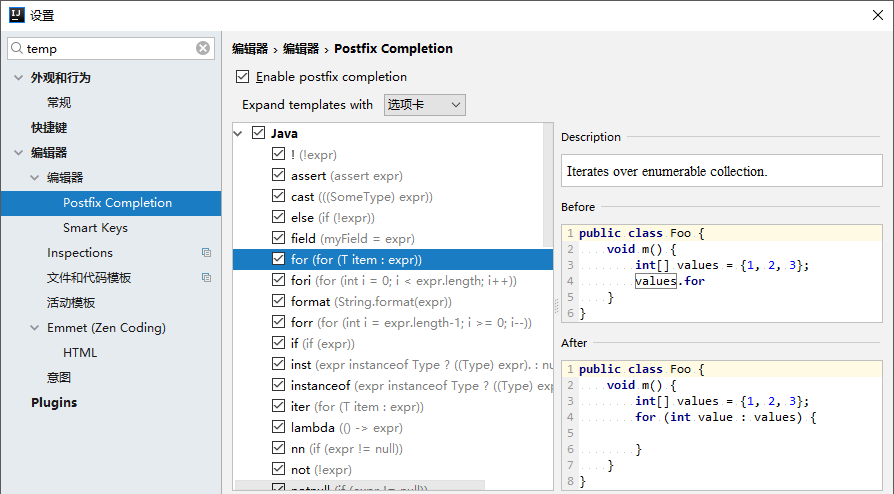 设置
temp
外观和行为
常规
快捷键
编辑器
编辑器
Postfix Completion
Smart Keys
Inspections
文件和代码模板
活动模板
Emmet (Zen Coding)
HTML
意图
Plugins
编辑器 › 编辑器 › Postfix Completion
Enable postfix completion
Expand templates with 选项卡
Java
! (!expr)
assert (assert expr)
cast (((SomeType) expr))
else (if (!expr))
field (myField = expr)
for (for (T item : expr))
fori (for (int i = 0; i < expr.length; i++))
format (String.format(expr))
forr (for (int i = expr.length-1; i >= 0; i--))
if (if (expr))
inst (expr instanceof Type ? ((Type) expr). : nu
instanceof (expr instanceof Type ? ((Type) exp
iter (for (T item : expr))
lambda (() -> expr)
nn (if (expr != null))
not (!expr)
notnull (if (expr != null))
Description
Iterates over enumerable collection.
Before
1 public class Foo {
2 void m() {
3 int[] values = {1, 2, 3};
4 values.for
5 }
6 }
After
1 public class Foo {
2 void m() {
3 int[] values = {1, 2, 3};
4 for (int value : values) {
5
6 }
7 }
8 }